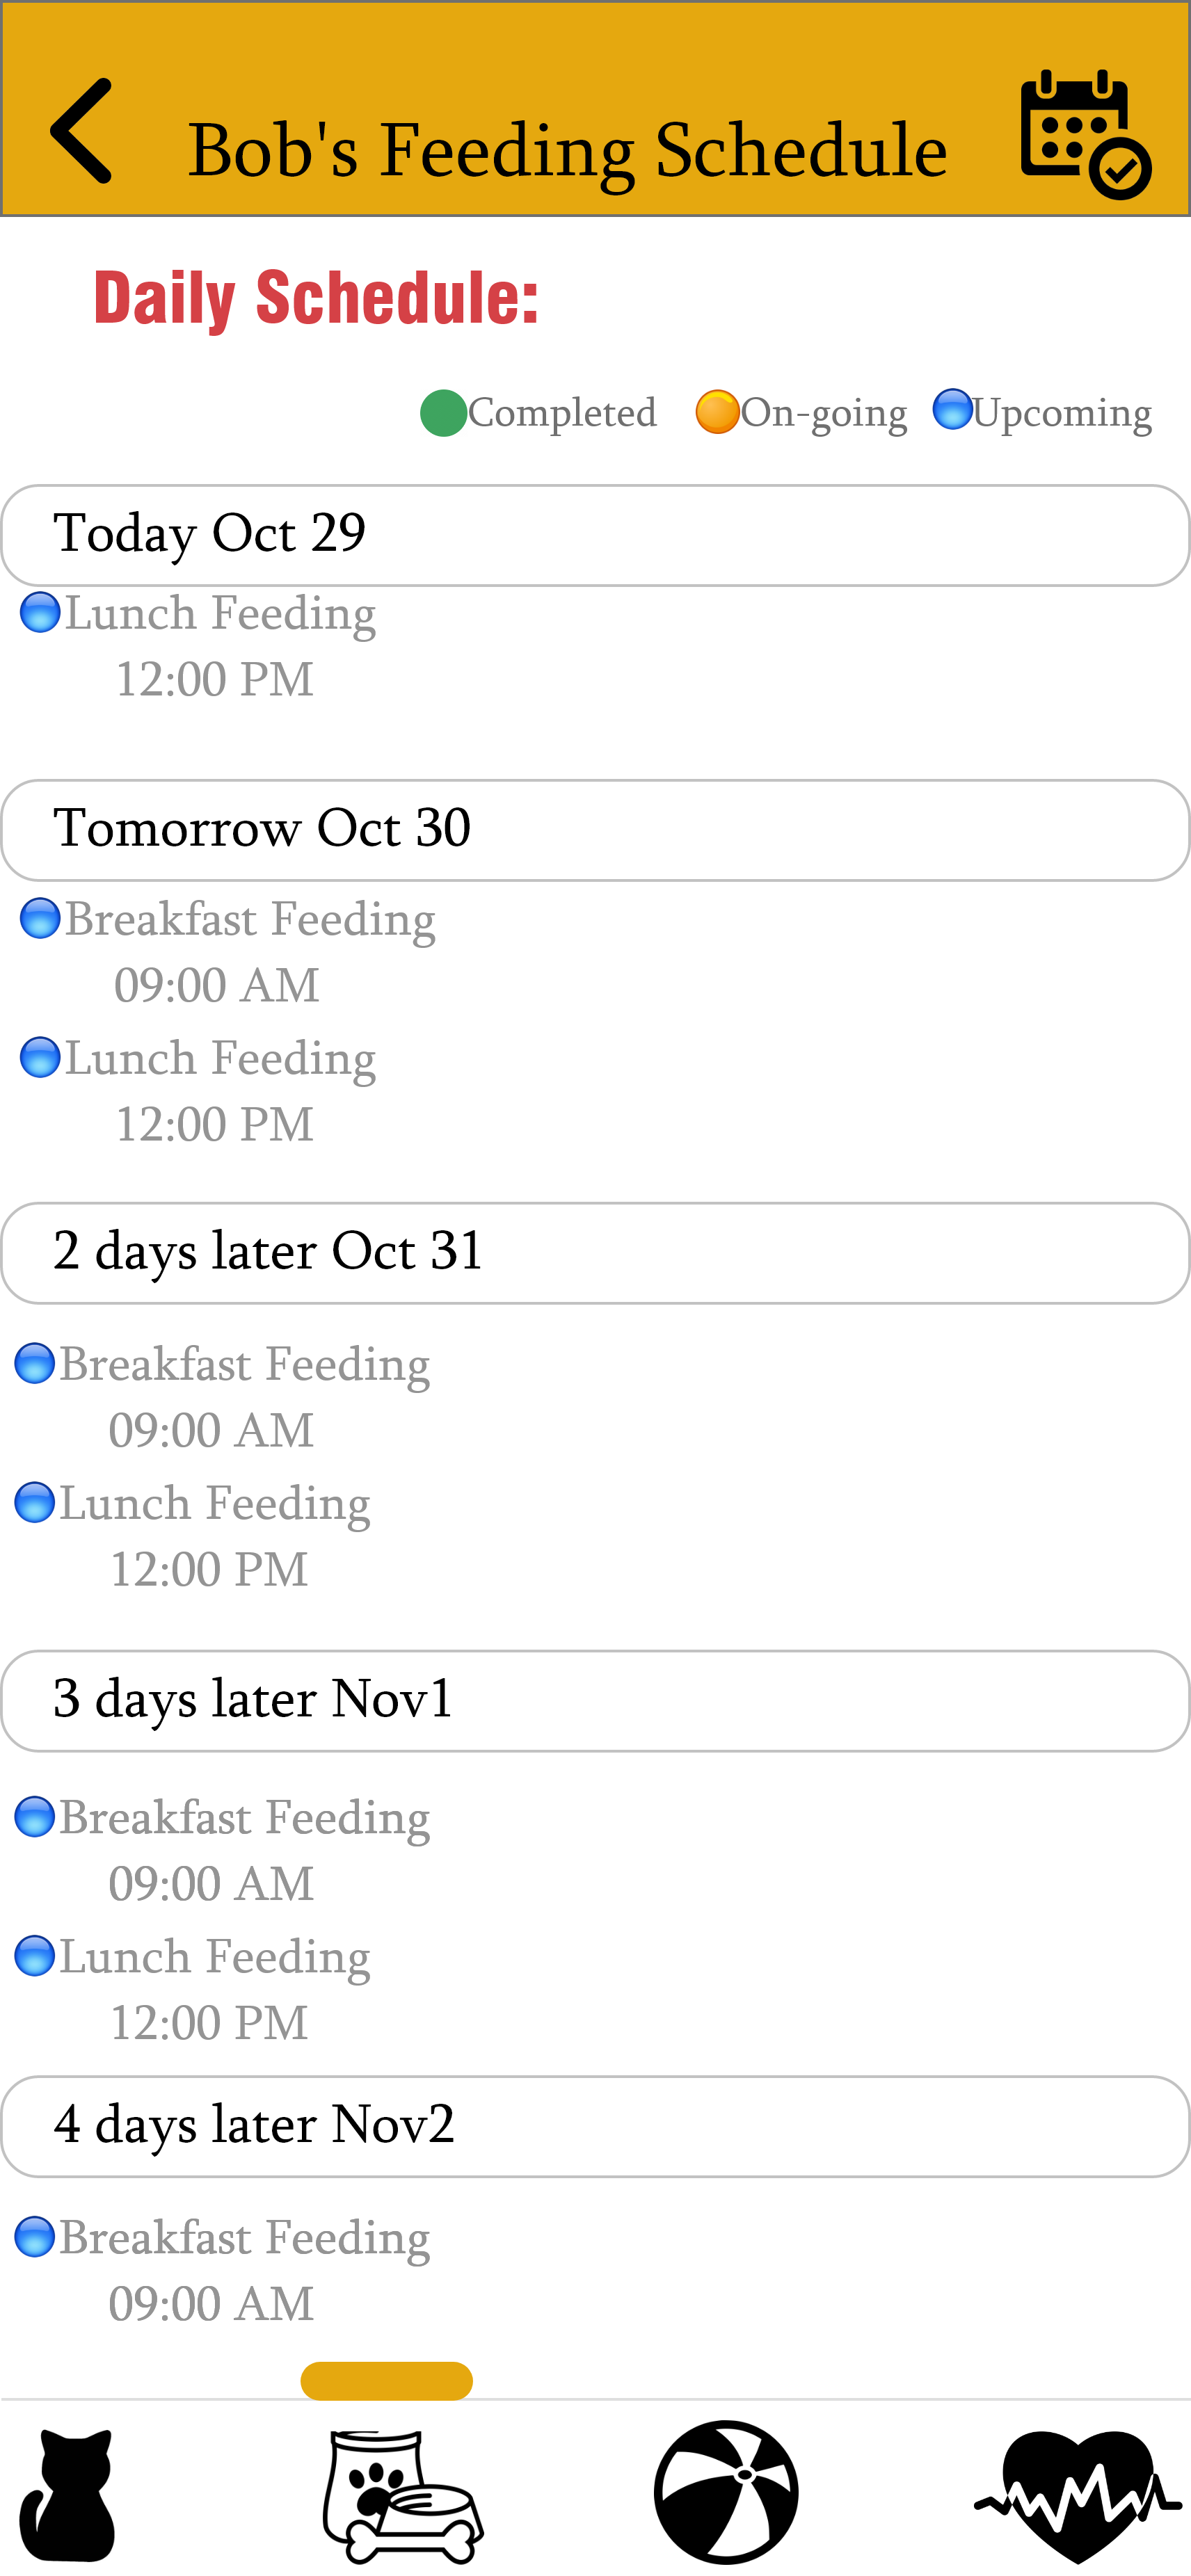 Bob's Feeding Schedule
Daily Schedule:
Completed On-going Upcoming
Today Oct 29
Lunch Feeding
12:00 PM
Tomorrow Oct 30
Breakfast Feeding
09:00 AM
Lunch Feeding
12:00 PM
2 days later Oct 31
Breakfast Feeding
09:00 AM
Lunch Feeding
12:00 PM
3 days later Nov1
Breakfast Feeding
09:00 AM
Lunch Feeding
12:00 PM
4 days later Nov2
Breakfast Feeding
09:00 AM